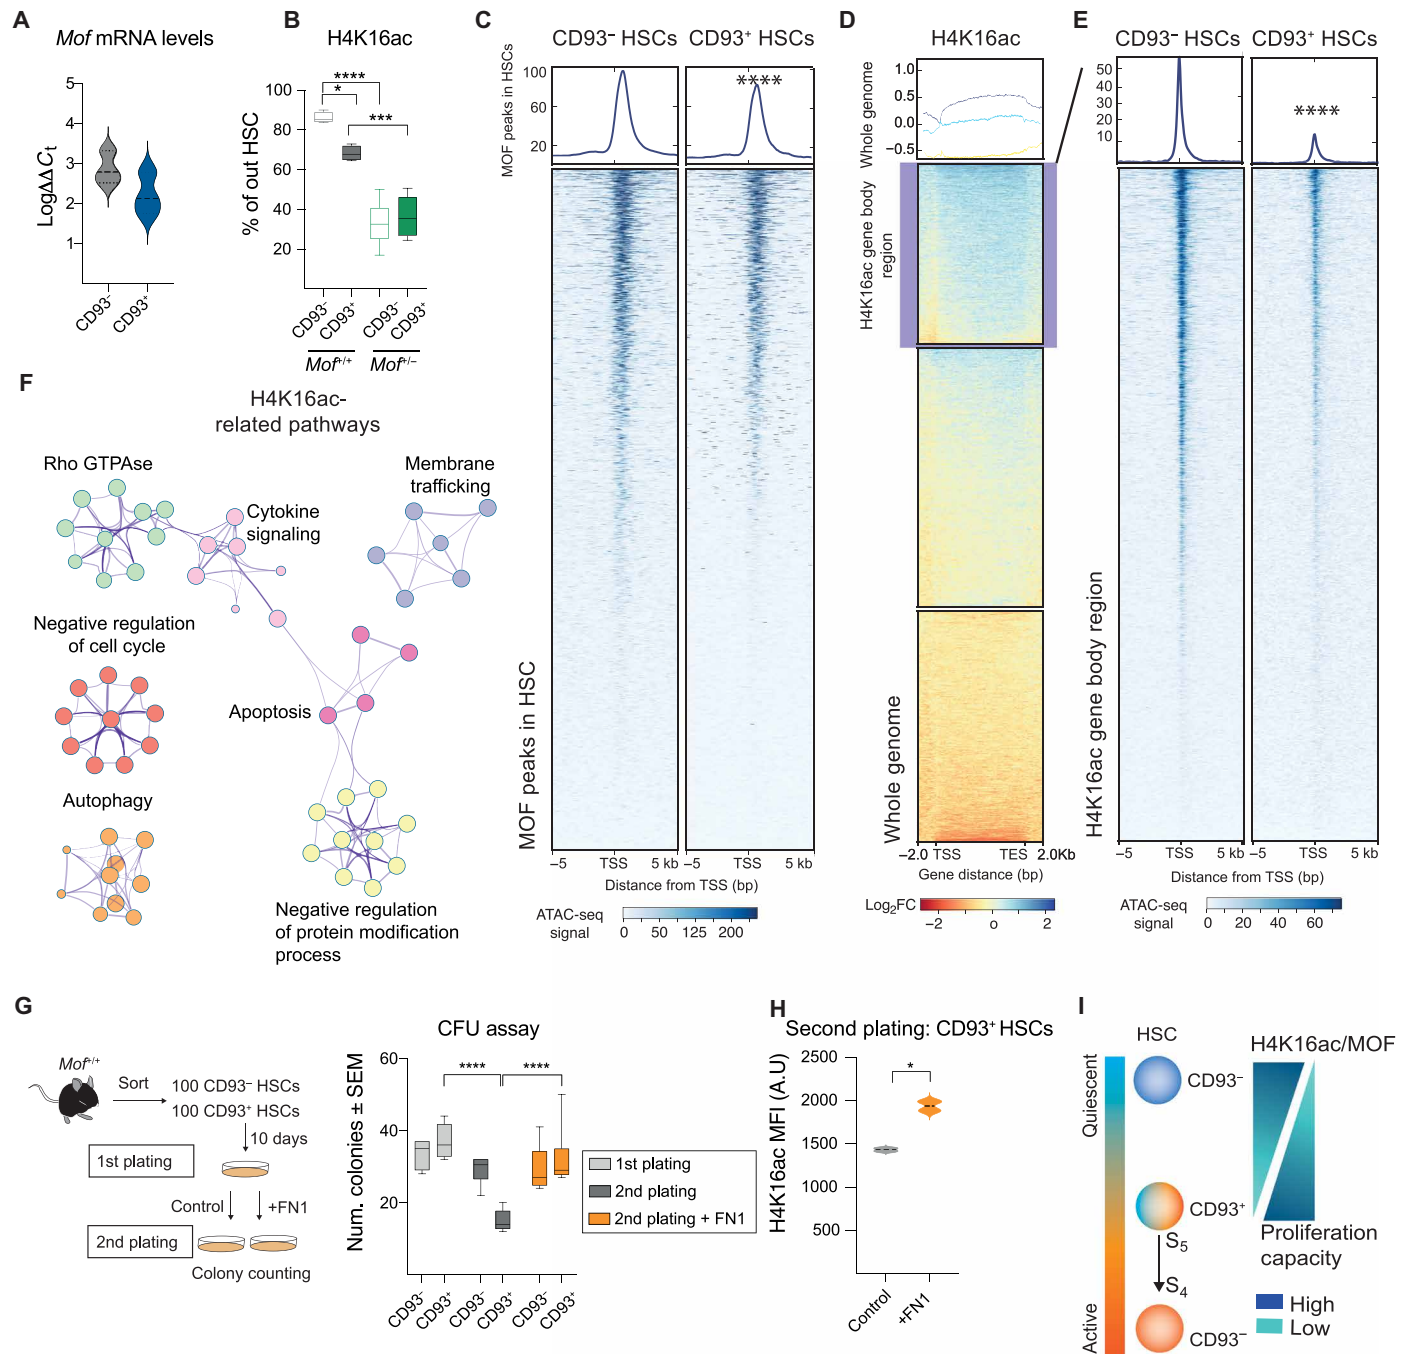 A
Mof mRNA levels
LogΔΔCt
5
4
3
2
1
CD93–
CD93+
B
H4K16ac
% of out HSC
100
80
60
40
20
****
*
***
CD93–
CD93+
CD93–
CD93+
Mof+/+
Mof+/–
C
CD93– HSCs
CD93+ HSCs
MOF peaks in HSCs
100
60
20
****
MOF peaks in HSC
–5
TSS
5 kb
–5
TSS
5 kb
Distance from TSS (bp)
ATAC-seq
signal
0
50
125
200
D
H4K16ac
Whole genome
1.0
0.5
0.0
–0.5
H4K16ac gene body
region
Whole genome
–2.0
TSS
TES
2.0Kb
Gene distance (bp)
Log2FC
–2
0
2
E
CD93– HSCs
CD93+ HSCs
50
40
30
20
10
****
H4K16ac gene body region
–5
TSS
5 kb
–5
TSS
5 kb
Distance from TSS (bp)
ATAC-seq
signal
0
20
40
60
F
H4K16ac-
related pathways
Rho GTPAse
Cytokine
signaling
Membrane
trafficking
Negative regulation
of cell cycle
Apoptosis
Autophagy
Negative regulation
of protein modification
process
G
Mof+/+
Sort
100 CD93– HSCs
100 CD93+ HSCs
10 days
1st plating
Control
+FN1
2nd plating
Colony counting
CFU assay
Num. colonies ± SEM
60
40
20
****
****
CD93–
CD93+
CD93–
CD93+
CD93–
CD93+
1st plating
2nd plating
2nd plating + FN1
H
Second plating: CD93+ HSCs
H4K16ac MFI (A.U)
2500
2000
1500
1000
500
*
Control
+FN1
I
HSC
H4K16ac/MOF
Quiescent
Active
CD93–
CD93+
S5
S4
CD93–
Proliferation
capacity
High
Low